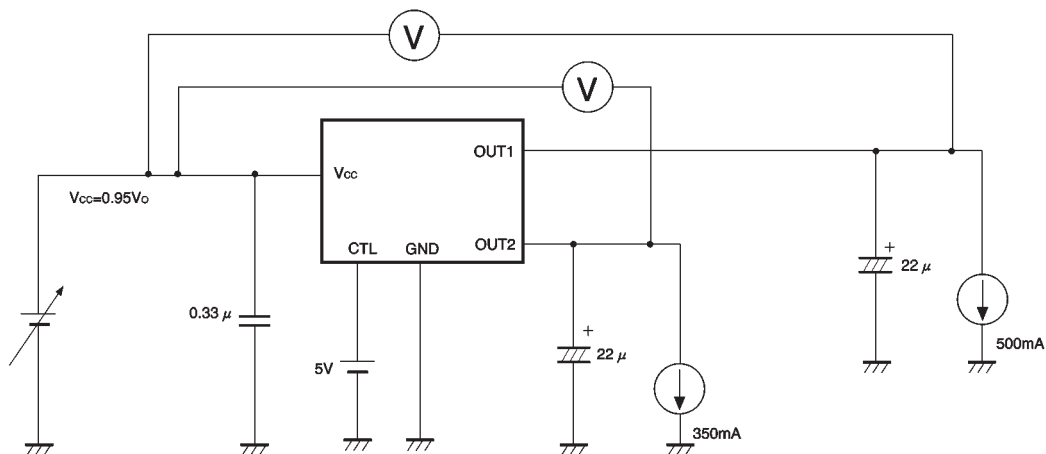 V
V
OUT1
Vcc
Vcc=0.95Vo
OUT2
CTL
GND
+
22 μ
0.33 μ
+
500mA
22 μ
5V
350mA